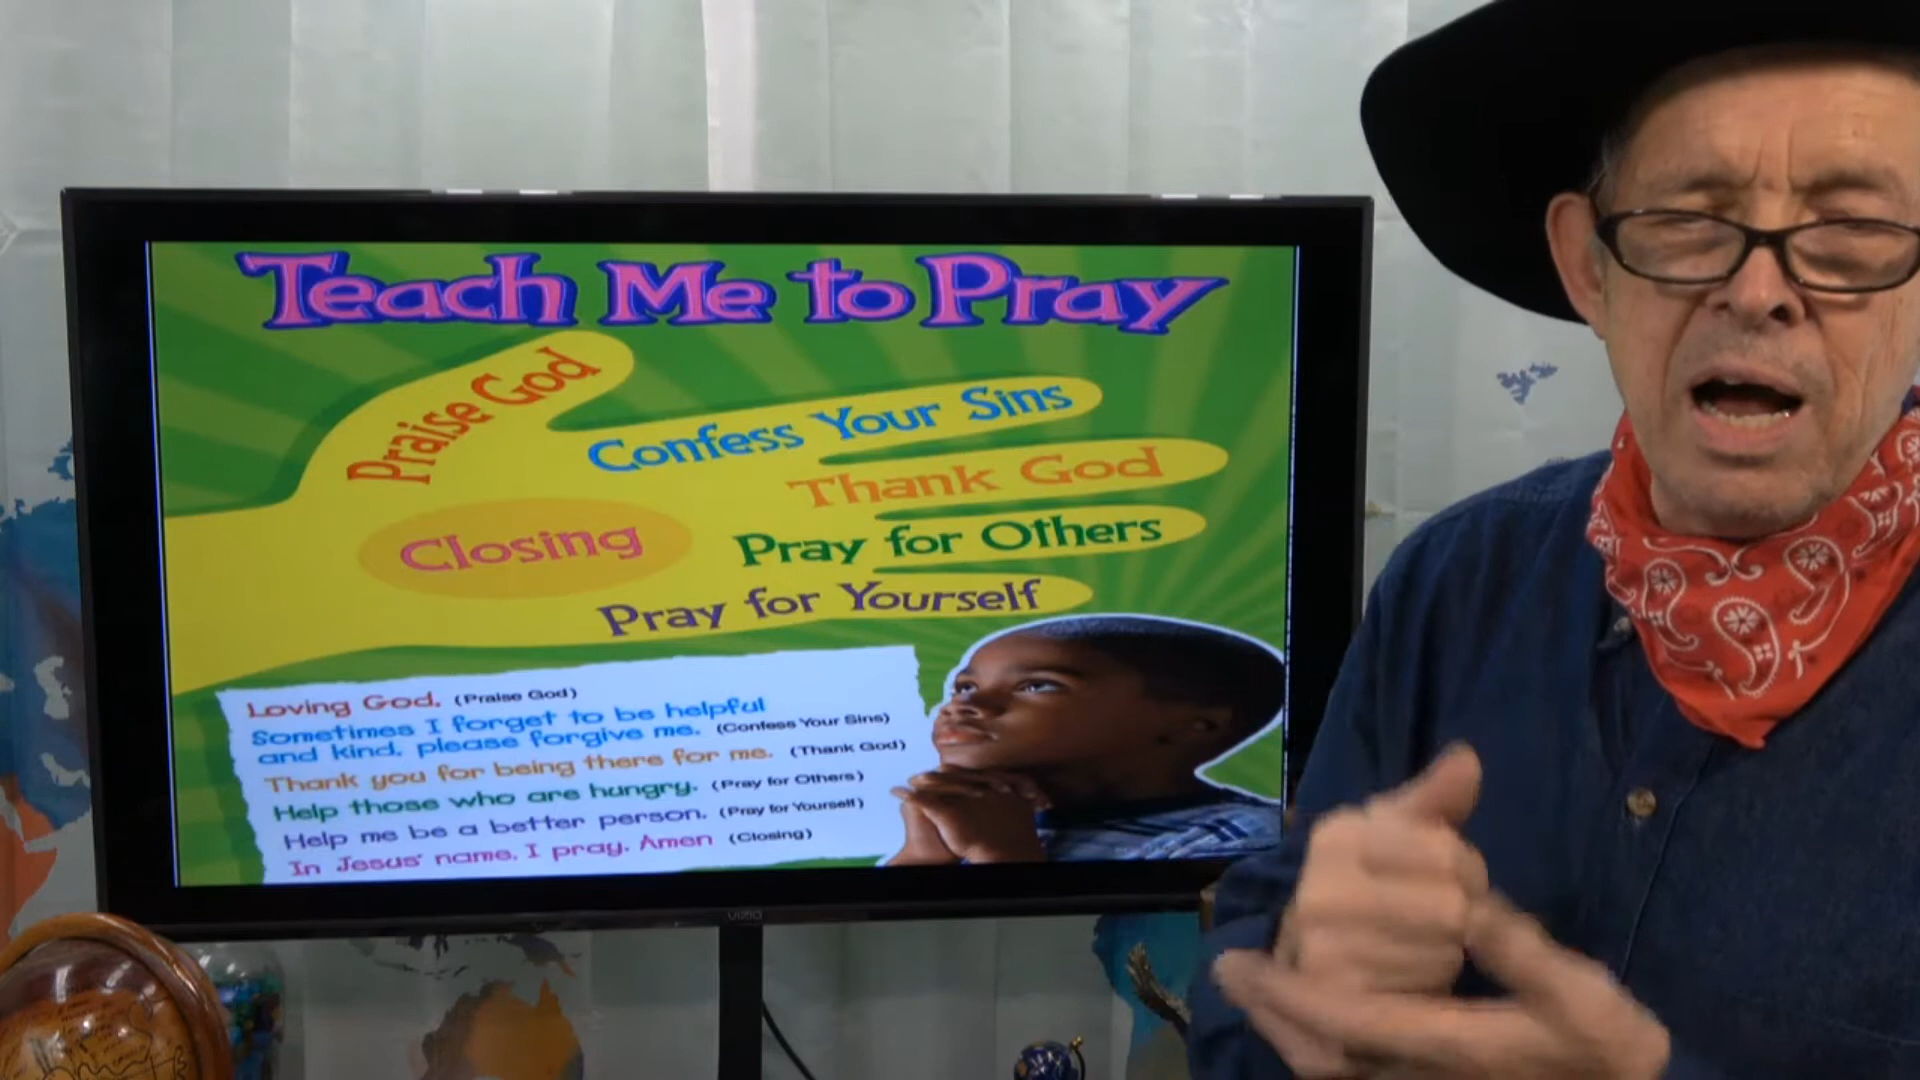 Teach Me to Pray
Praise God
Confess Your Sins
Thank God
Closing
Pray for Others
Pray for Yourself
Loving God, (Praise God)
Sometimes I forget to be helpful
and kind, please forgive me. (Confess Your Sins)
Thank you for being there for me. (Thank God)
Help those who are hungry. (Pray for Others)
Help me be a better person. (Pray for Yourself)
In Jesus' name, I pray. Amen (Closing)
VIZIO